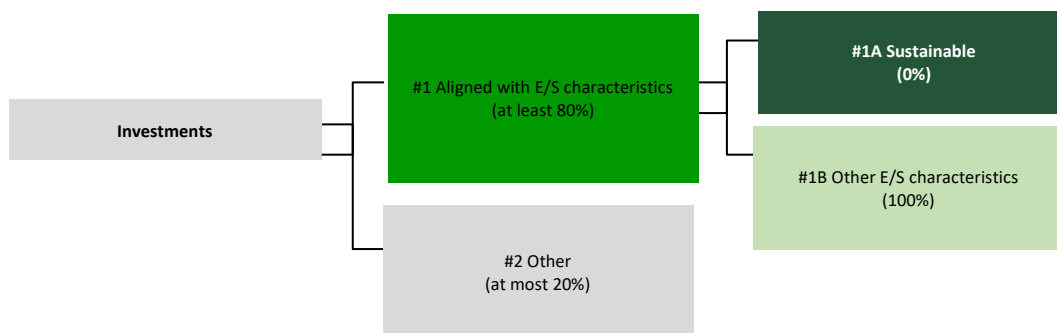 Investments
#1 Aligned with E/S characteristics
(at least 80%)
#2 Other
(at most 20%)
#1A Sustainable
(0%)
#1B Other E/S characteristics
(100%)